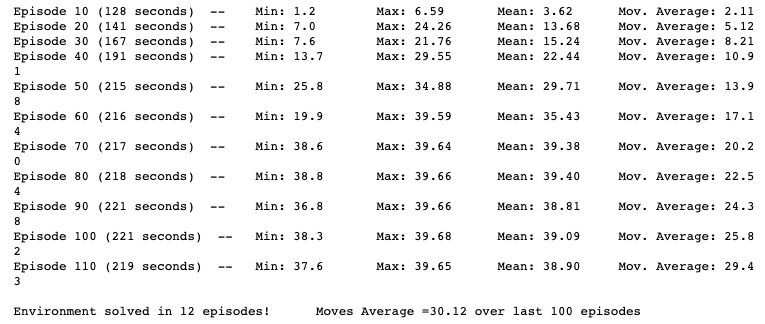 Episode 10 (128 seconds)  --   Min: 1.2        Max: 6.59       Mean: 3.62      Mov. Average: 2.11
Episode 20 (141 seconds)  --   Min: 7.0        Max: 24.26      Mean: 13.68     Mov. Average: 5.12
Episode 30 (167 seconds)  --   Min: 7.6        Max: 21.76      Mean: 15.24     Mov. Average: 8.21
Episode 40 (191 seconds)  --   Min: 13.7       Max: 29.55      Mean: 22.44     Mov. Average: 10.9
1
Episode 50 (215 seconds)  --   Min: 25.8       Max: 34.88      Mean: 29.71     Mov. Average: 13.9
8
Episode 60 (216 seconds)  --   Min: 19.9       Max: 39.59      Mean: 35.43     Mov. Average: 17.1
4
Episode 70 (217 seconds)  --   Min: 38.6       Max: 39.64      Mean: 39.38     Mov. Average: 20.2
0
Episode 80 (218 seconds)  --   Min: 38.8       Max: 39.66      Mean: 39.40     Mov. Average: 22.5
4
Episode 90 (221 seconds)  --   Min: 36.8       Max: 39.66      Mean: 38.81     Mov. Average: 24.3
8
Episode 100 (221 seconds)  --   Min: 38.3       Max: 39.68      Mean: 39.09     Mov. Average: 25.8
2
Episode 110 (219 seconds)  --   Min: 37.6       Max: 39.65      Mean: 38.90     Mov. Average: 29.4
3
Environment solved in 12 episodes!      Moves Average =30.12 over last 100 episodes